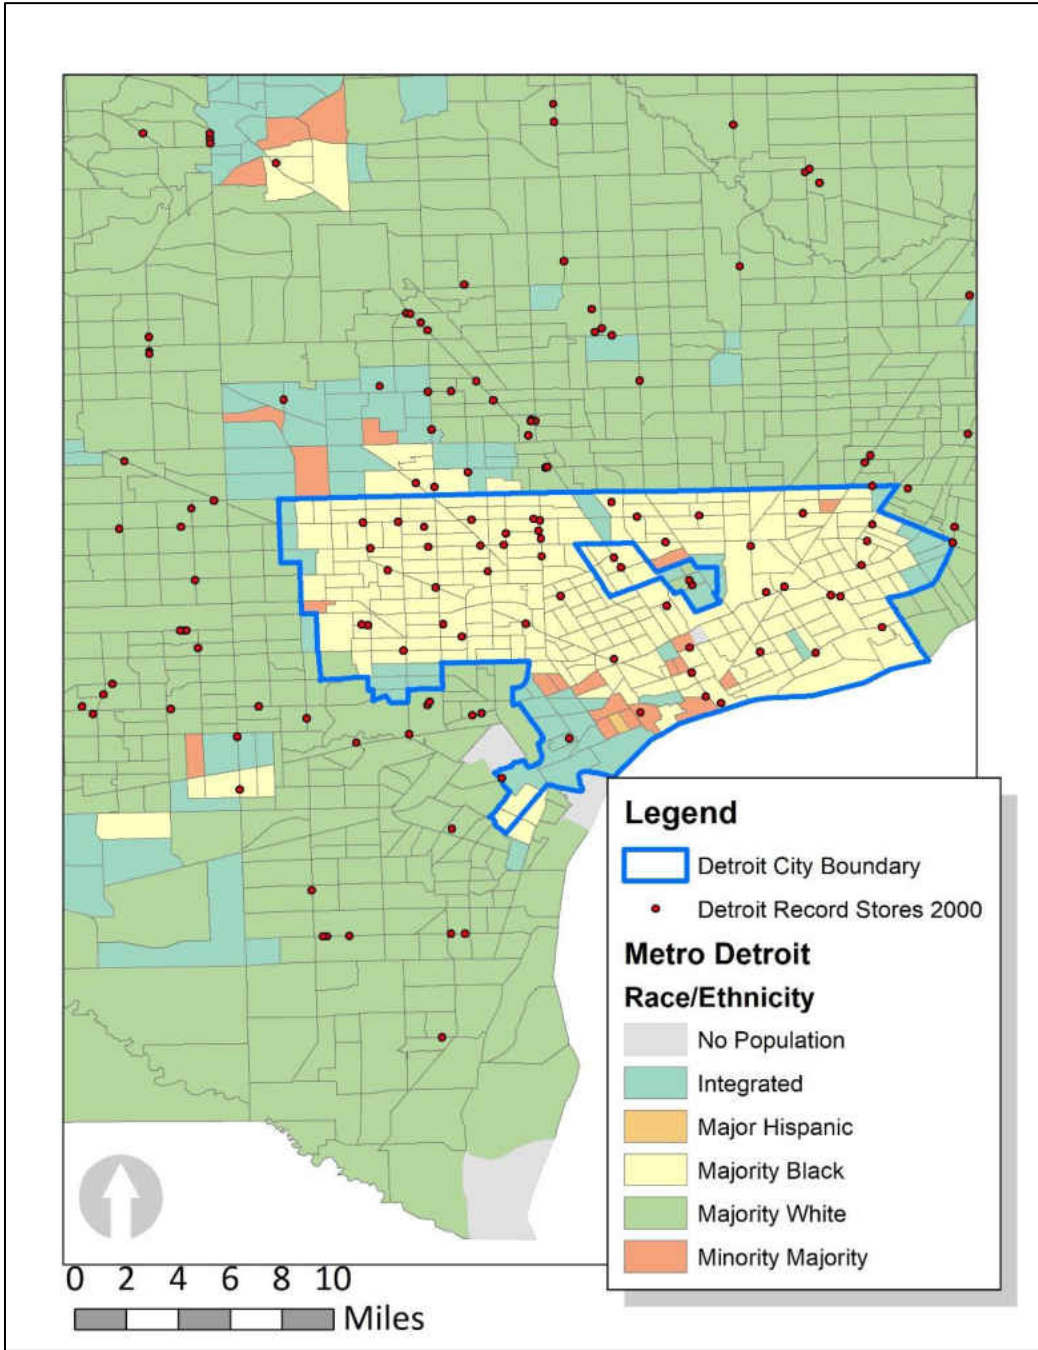 Legend
Detroit City Boundary
Detroit Record Stores 2000
Metro Detroit
Race/Ethnicity
No Population
Integrated
Major Hispanic
Majority Black
Majority White
Minority Majority
0 2 4 6 8 10
Miles